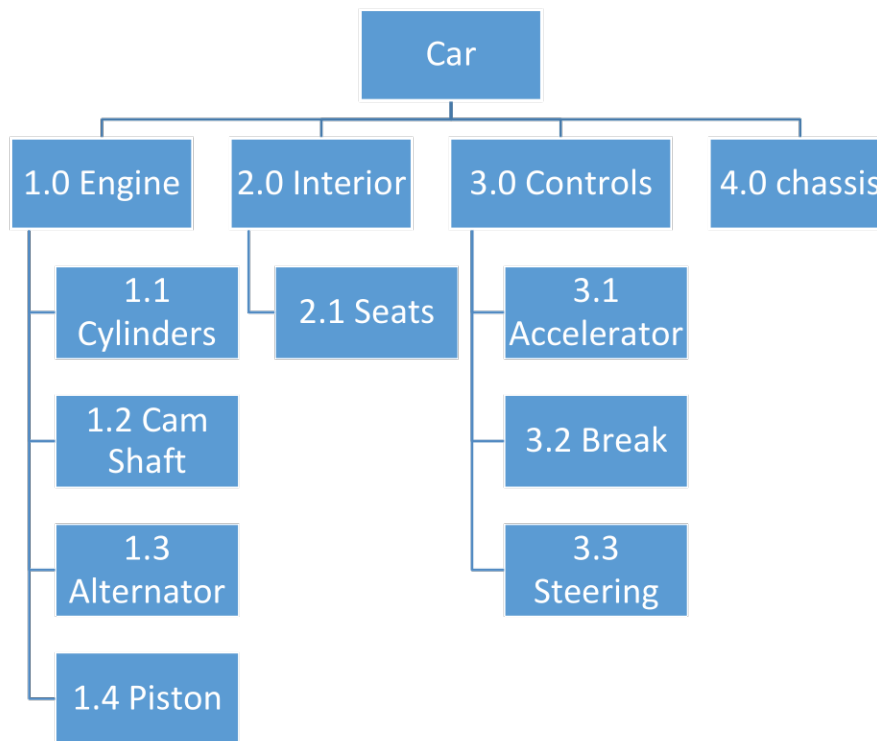 Car
1.0 Engine
2.0 Interior
3.0 Controls
4.0 chassis
1.1
Cylinders
1.2 Cam
Shaft
1.3
Alternator
1.4 Piston
2.1 Seats
3.1
Accelerator
3.2 Break
3.3
Steering